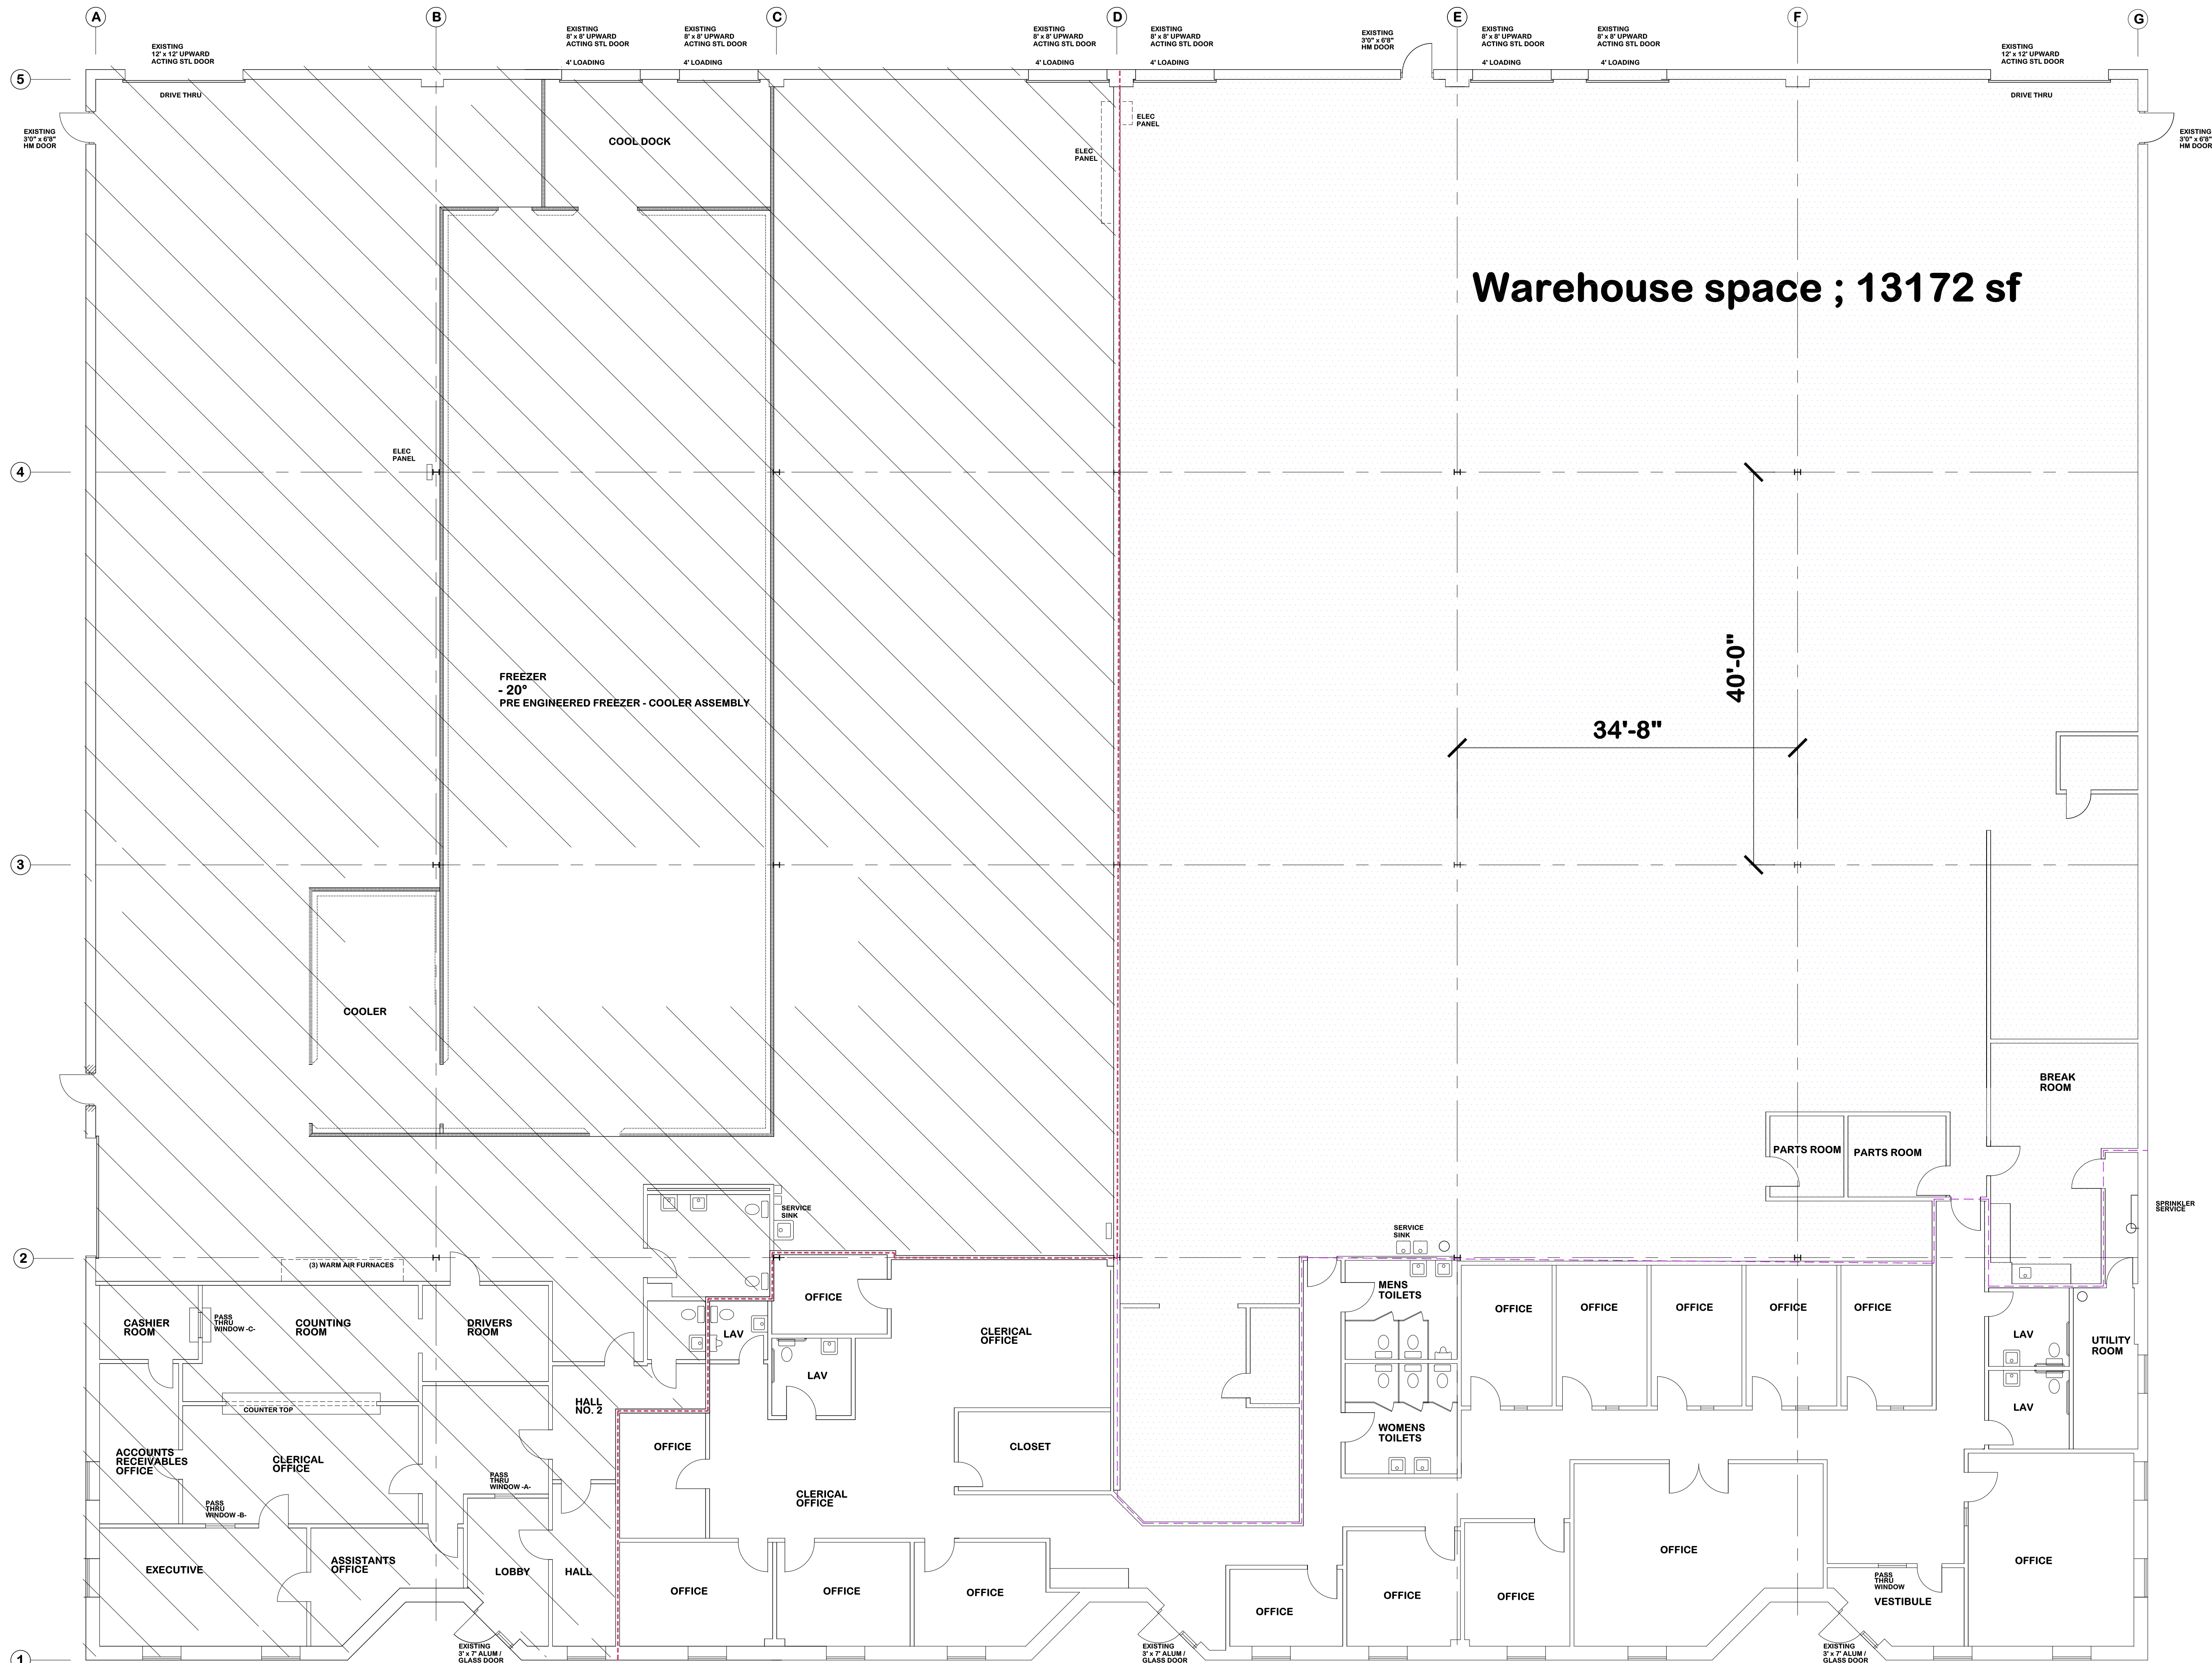 A
B
C
D
E
F
G
EXISTING
12' x 12' UPWARD
ACTING STL DOOR
EXISTING
8' x 8' UPWARD
ACTING STL DOOR
4' LOADING
EXISTING
8' x 8' UPWARD
ACTING STL DOOR
4' LOADING
EXISTING
8' x 8' UPWARD
ACTING STL DOOR
4' LOADING
EXISTING
8' x 8' UPWARD
ACTING STL DOOR
4' LOADING
EXISTING
3'0" x 6'8"
HM DOOR
EXISTING
8' x 8' UPWARD
ACTING STL DOOR
4' LOADING
EXISTING
8' x 8' UPWARD
ACTING STL DOOR
4' LOADING
EXISTING
12' x 12' UPWARD
ACTING STL DOOR
5
DRIVE THRU
DRIVE THRU
EXISTING
3'0" x 6'8"
HM DOOR
COOL DOCK
ELEC
PANEL
ELEC
PANEL
EXISTING
3'0" x 6'8"
HM DOOR
Warehouse space ; 13172 sf
4
ELEC
PANEL
FREEZER
- 20°
PRE ENGINEERED FREEZER - COOLER ASSEMBLY
40'-0"
34'-8"
3
COOLER
BREAK
ROOM
PARTS ROOM
PARTS ROOM
SERVICE
SINK
SERVICE
SINK
SPRINKLER
SERVICE
2
(3) WARM AIR FURNACES
CASHIER
ROOM
PASS
THRU
WINDOW -C-
COUNTING
ROOM
DRIVERS
ROOM
LAV
OFFICE
LAV
CLERICAL
OFFICE
MENS
TOILETS
OFFICE
OFFICE
OFFICE
OFFICE
OFFICE
LAV
UTILITY
ROOM
COUNTER TOP
HALL
NO. 2
LAV
ACCOUNTS
RECEIVABLES
OFFICE
CLERICAL
OFFICE
PASS
THRU
WINDOW -A-
OFFICE
CLOSET
WOMENS
TOILETS
PASS
THRU
WINDOW -B-
CLERICAL
OFFICE
EXECUTIVE
ASSISTANTS
OFFICE
LOBBY
HALL
OFFICE
OFFICE
OFFICE
OFFICE
OFFICE
OFFICE
OFFICE
PASS
THRU
WINDOW
VESTIBULE
OFFICE
EXISTING
3' x 7' ALUM /
GLASS DOOR
EXISTING
3' x 7' ALUM /
GLASS DOOR
EXISTING
3' x 7' ALUM /
GLASS DOOR
1